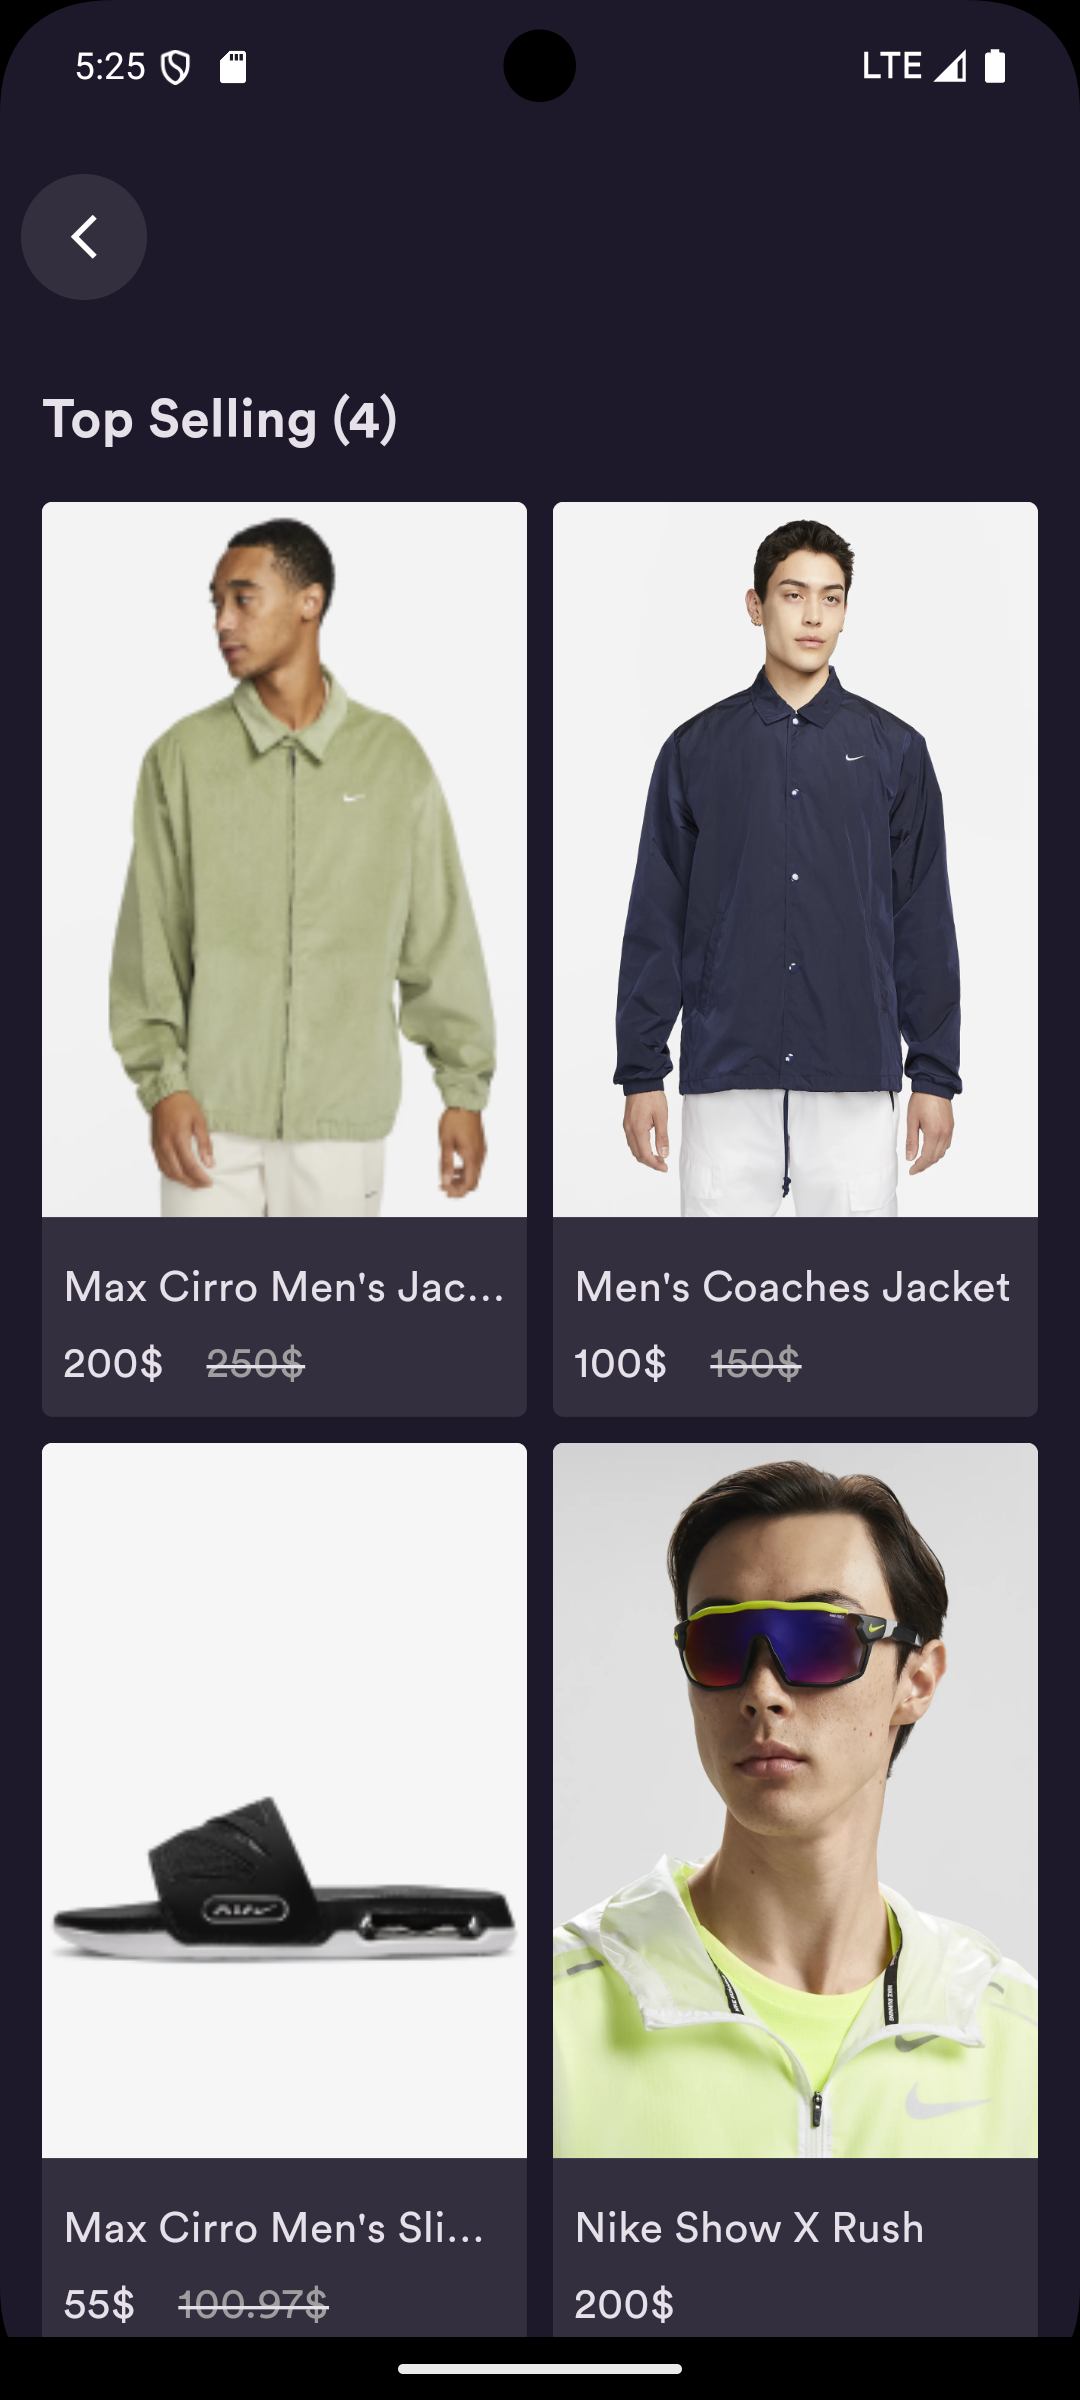 5:25
LTE
Top Selling (4)
Max Cirro Men's Jac...
200$ 250$
Men's Coaches Jacket
100$ 150$
Max Cirro Men's Sli...
55$ 100.97$
Nike Show X Rush
200$